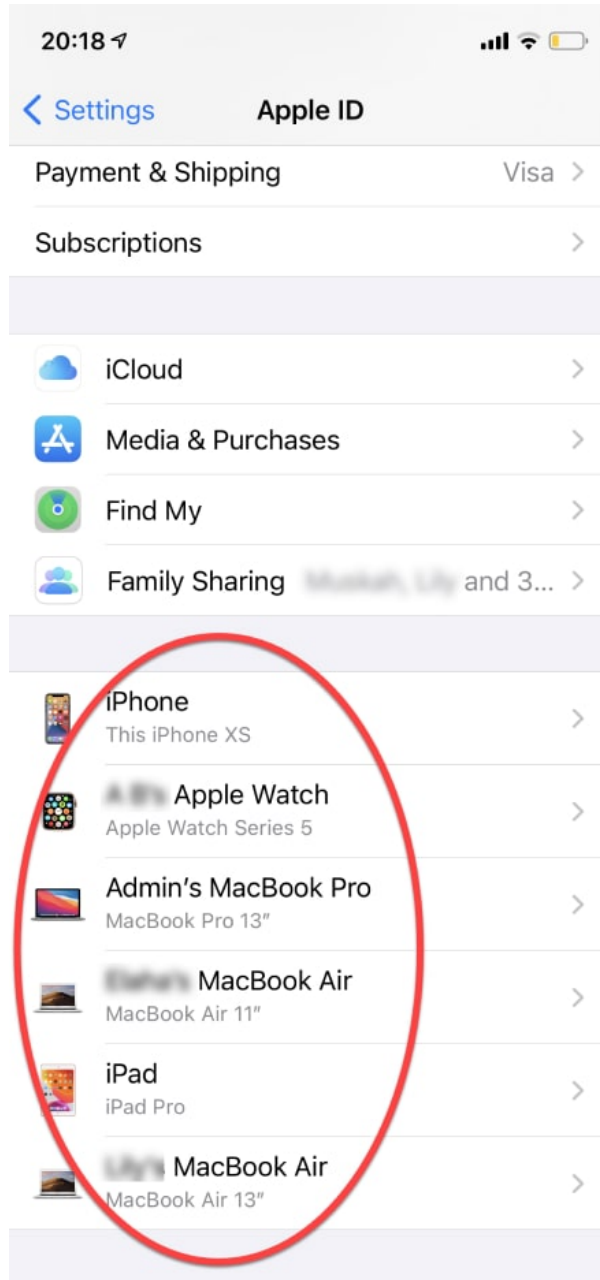 20:18
Settings
Apple ID
Payment & Shipping Visa
Subscriptions
iCloud
Media & Purchases
Find My
Family Sharing and 3...
iPhone
This iPhone XS
Apple Watch
Apple Watch Series 5
Admin's MacBook Pro
MacBook Pro 13"
MacBook Air
MacBook Air 11"
iPad
iPad Pro
MacBook Air
MacBook Air 13"